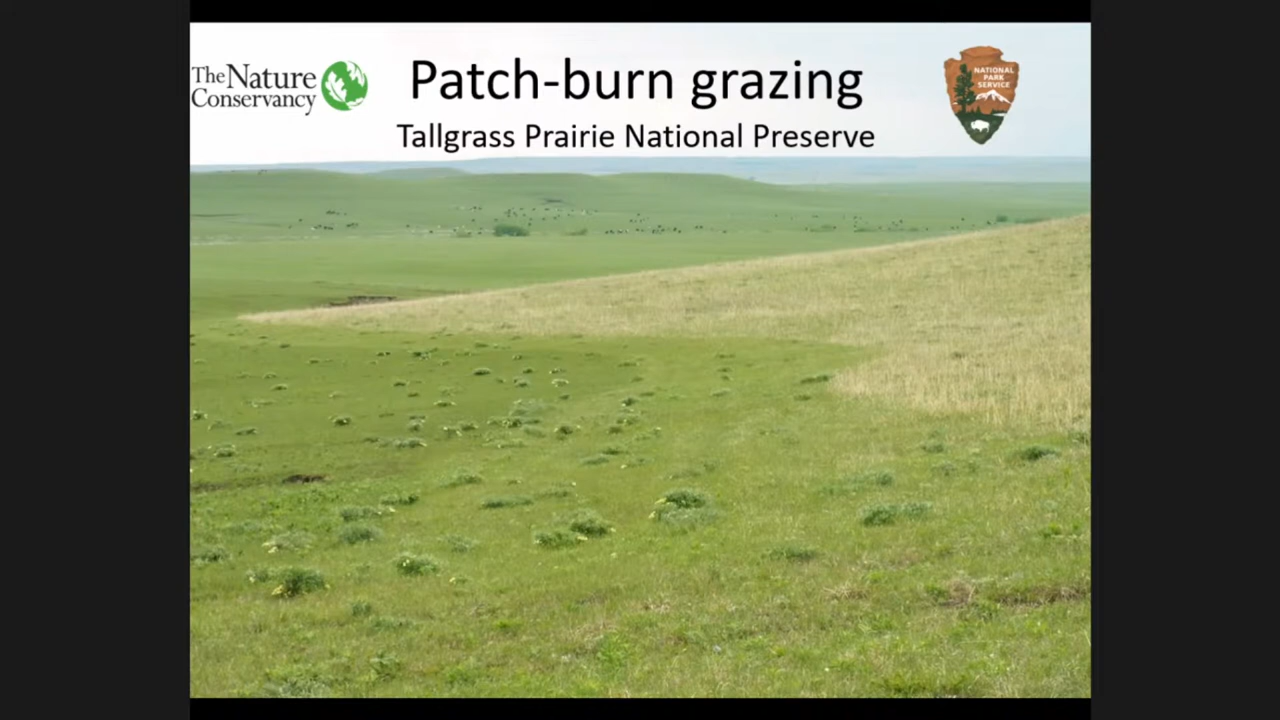 The Nature
Conservancy
Patch-burn grazing
Tallgrass Prairie National Preserve
NATIONAL
PARK
SERVICE